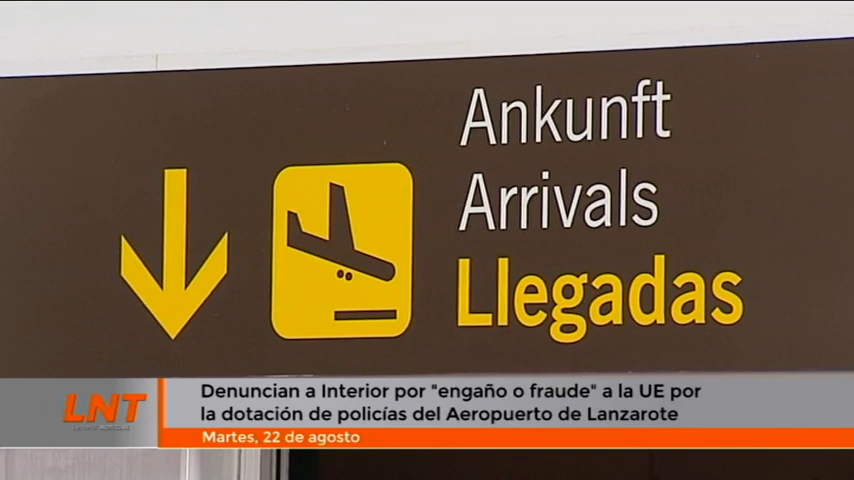 Ankunft
Arrivals
Llegadas
LNT
Denuncian a Interior por "engaño o fraude" a la UE por
la dotación de policías del Aeropuerto de Lanzarote
Martes, 22 de agosto